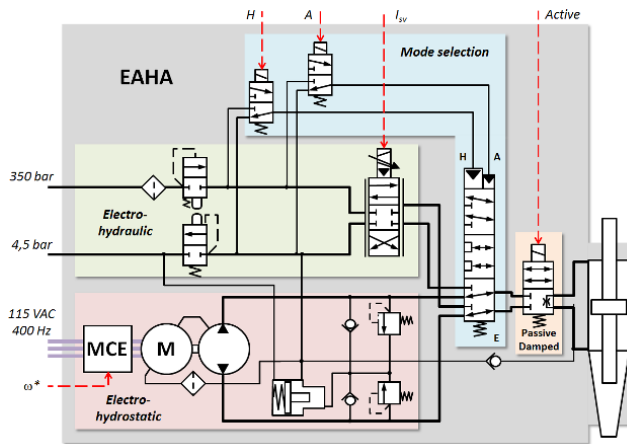 H
A
I_sv
Active
Mode selection
EAHA
H
A
350 bar
Electro-
hydraulic
4,5 bar
115 VAC
400 Hz
MCE
M
Passive
Damped
E
ω*
Electro-
hydrostatic